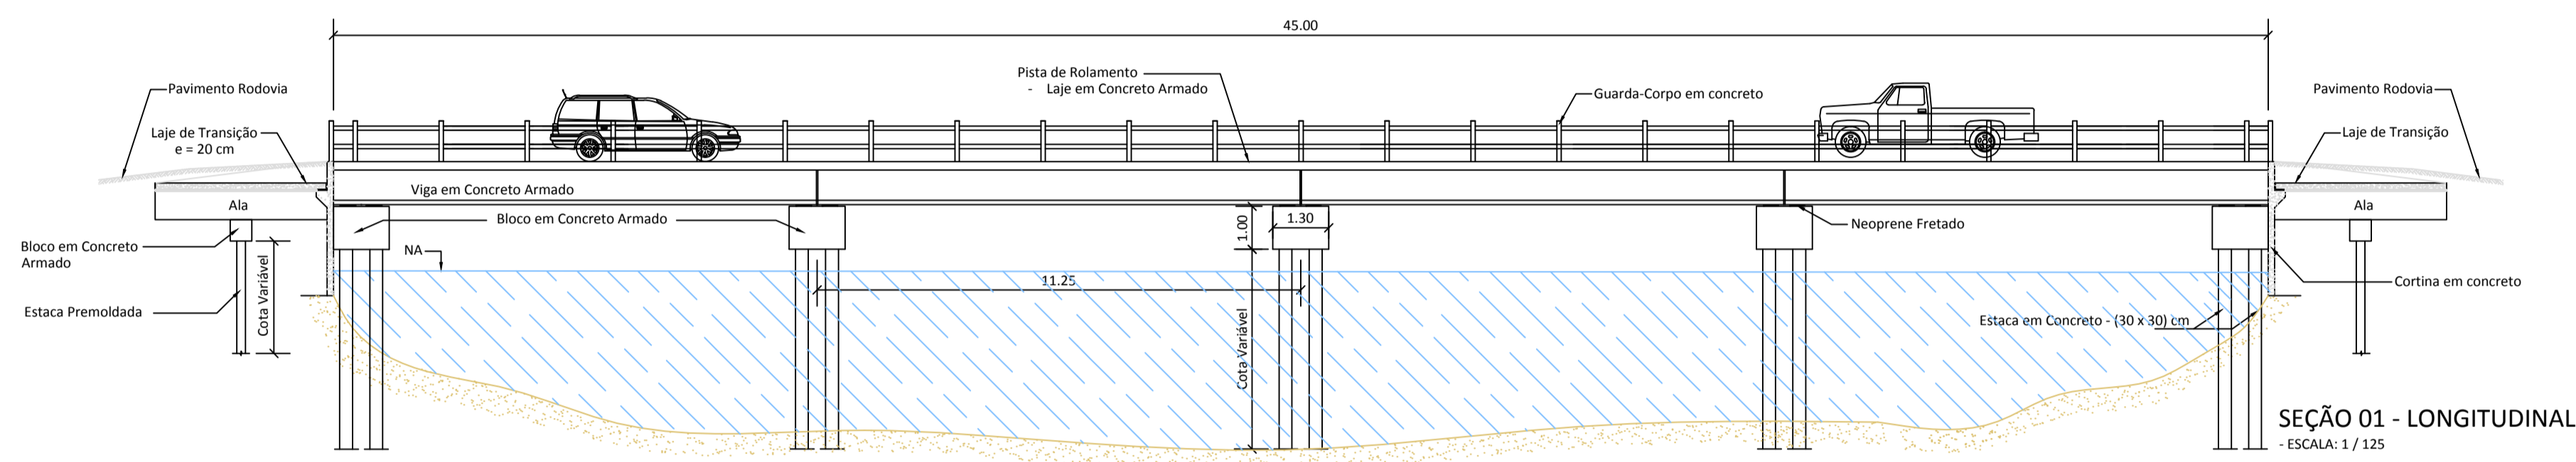 45.00
Pavimento Rodovia
Laje de Transição
e = 20 cm
Pista de Rolamento
- Laje em Concreto Armado
Guarda-Corpo em concreto
Pavimento Rodovia
Laje de Transição
Viga em Concreto Armado
Ala
Bloco em Concreto Armado
1.00
1.30
Neoprene Fretado
Ala
Bloco em Concreto
Armado
NA
11.25
Cortina em concreto
Estaca Premoldada
Cota Variável
Cota Variável
Estaca em Concreto - (30 x 30) cm
SEÇÃO 01 - LONGITUDINAL
- ESCALA: 1 / 125